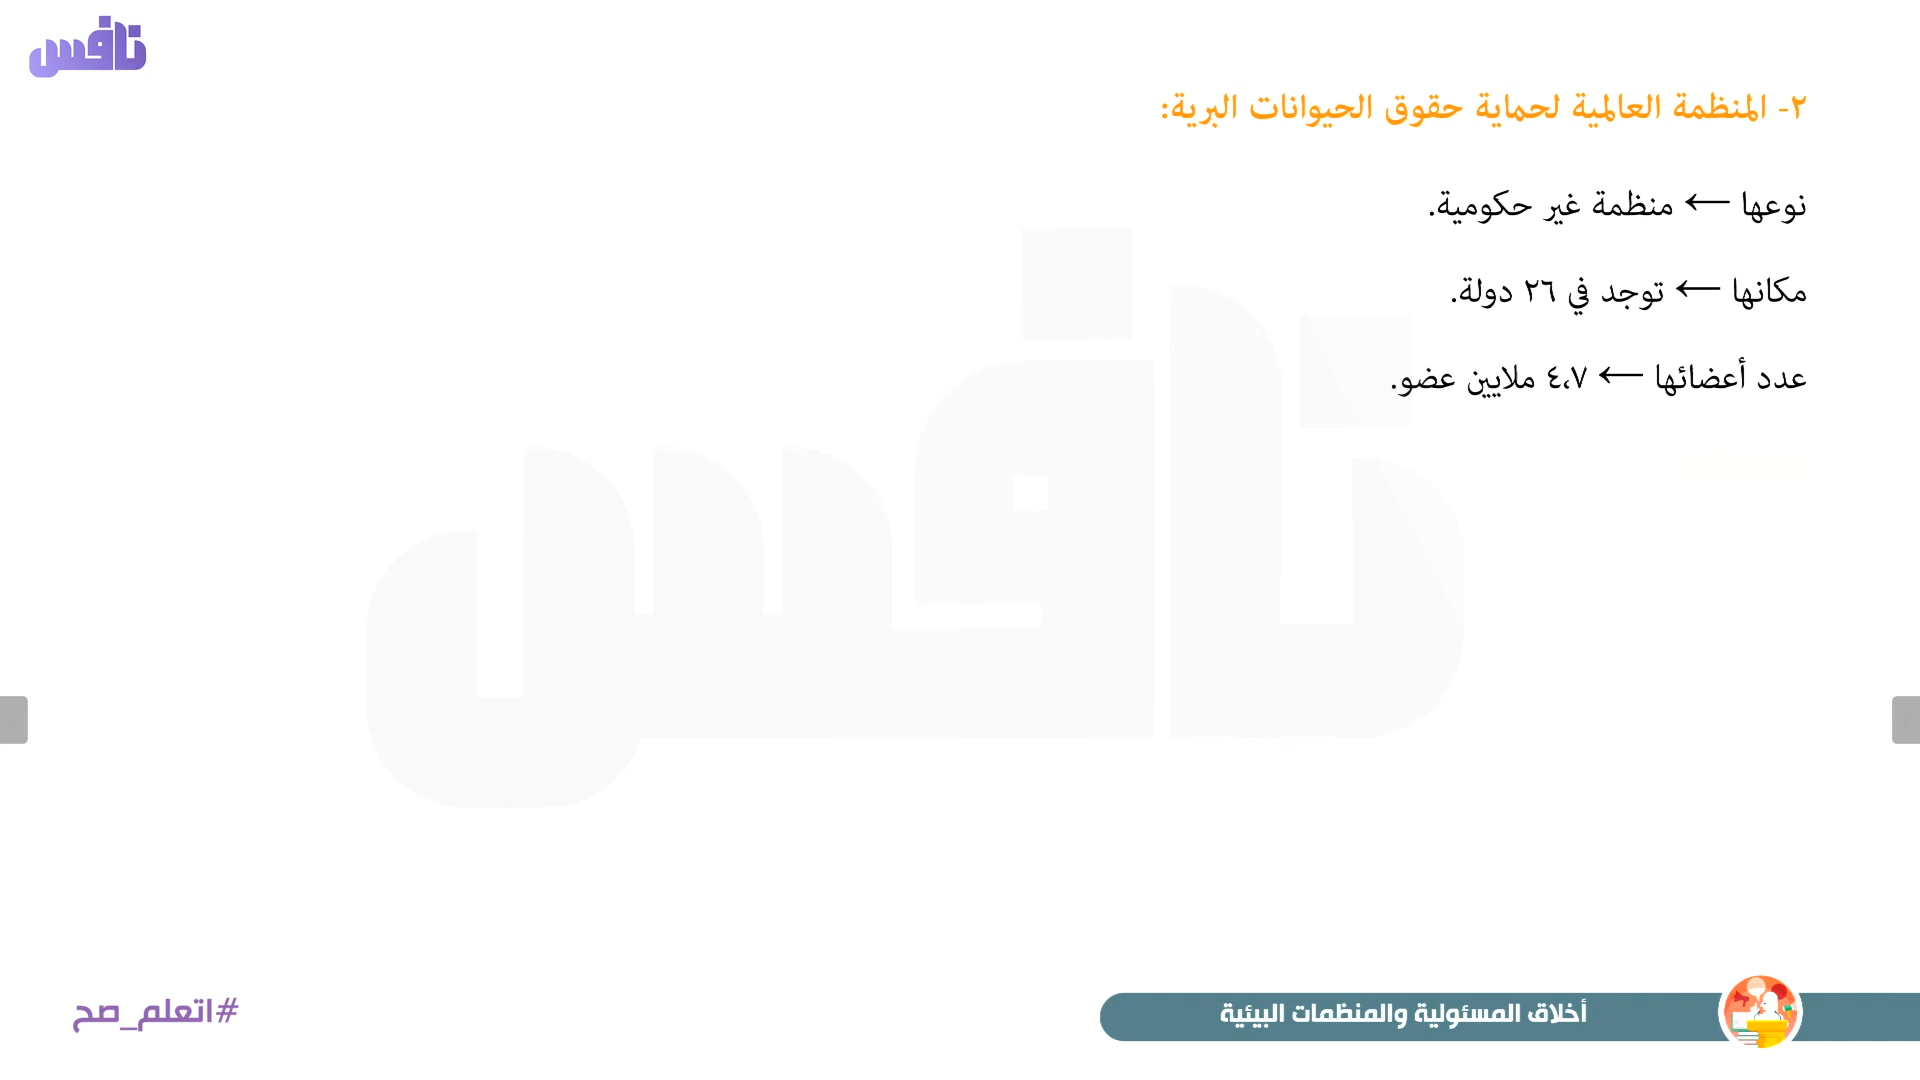 نافس
٢- المنظمة العالمية لحماية حقوق الحيوانات البرية:
نوعها ← منظمة غير حكومية.
مكانها ← توجد في ٢٦ دولة.
عدد أعضائها ← ٤،٧ ملايين عضو.
نافس
أخلاق المسئولية والمنظمات البيئية
#اتعلم_صح